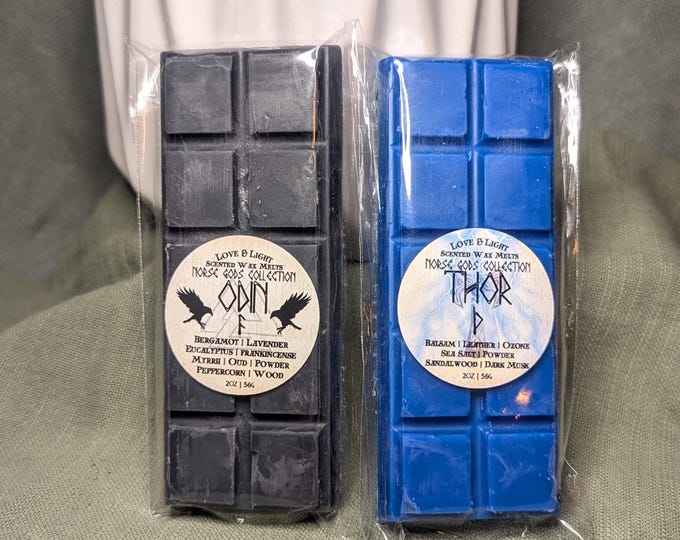 Love & Light
Scented Wax Melts
Norse Gods Collection
ODIN
ᚨ
Bergamot | Lavender
Eucalyptus | Frankincense
Myrrh | Oud | Powder
Peppercorn | Wood
2OZ | 56G
Love & Light
Scented Wax Melts
Norse Gods Collection
THOR
ᚦ
Balsam | Leather | Ozone
Sea Salt | Powder
Sandalwood | Dark Musk
2OZ | 56G